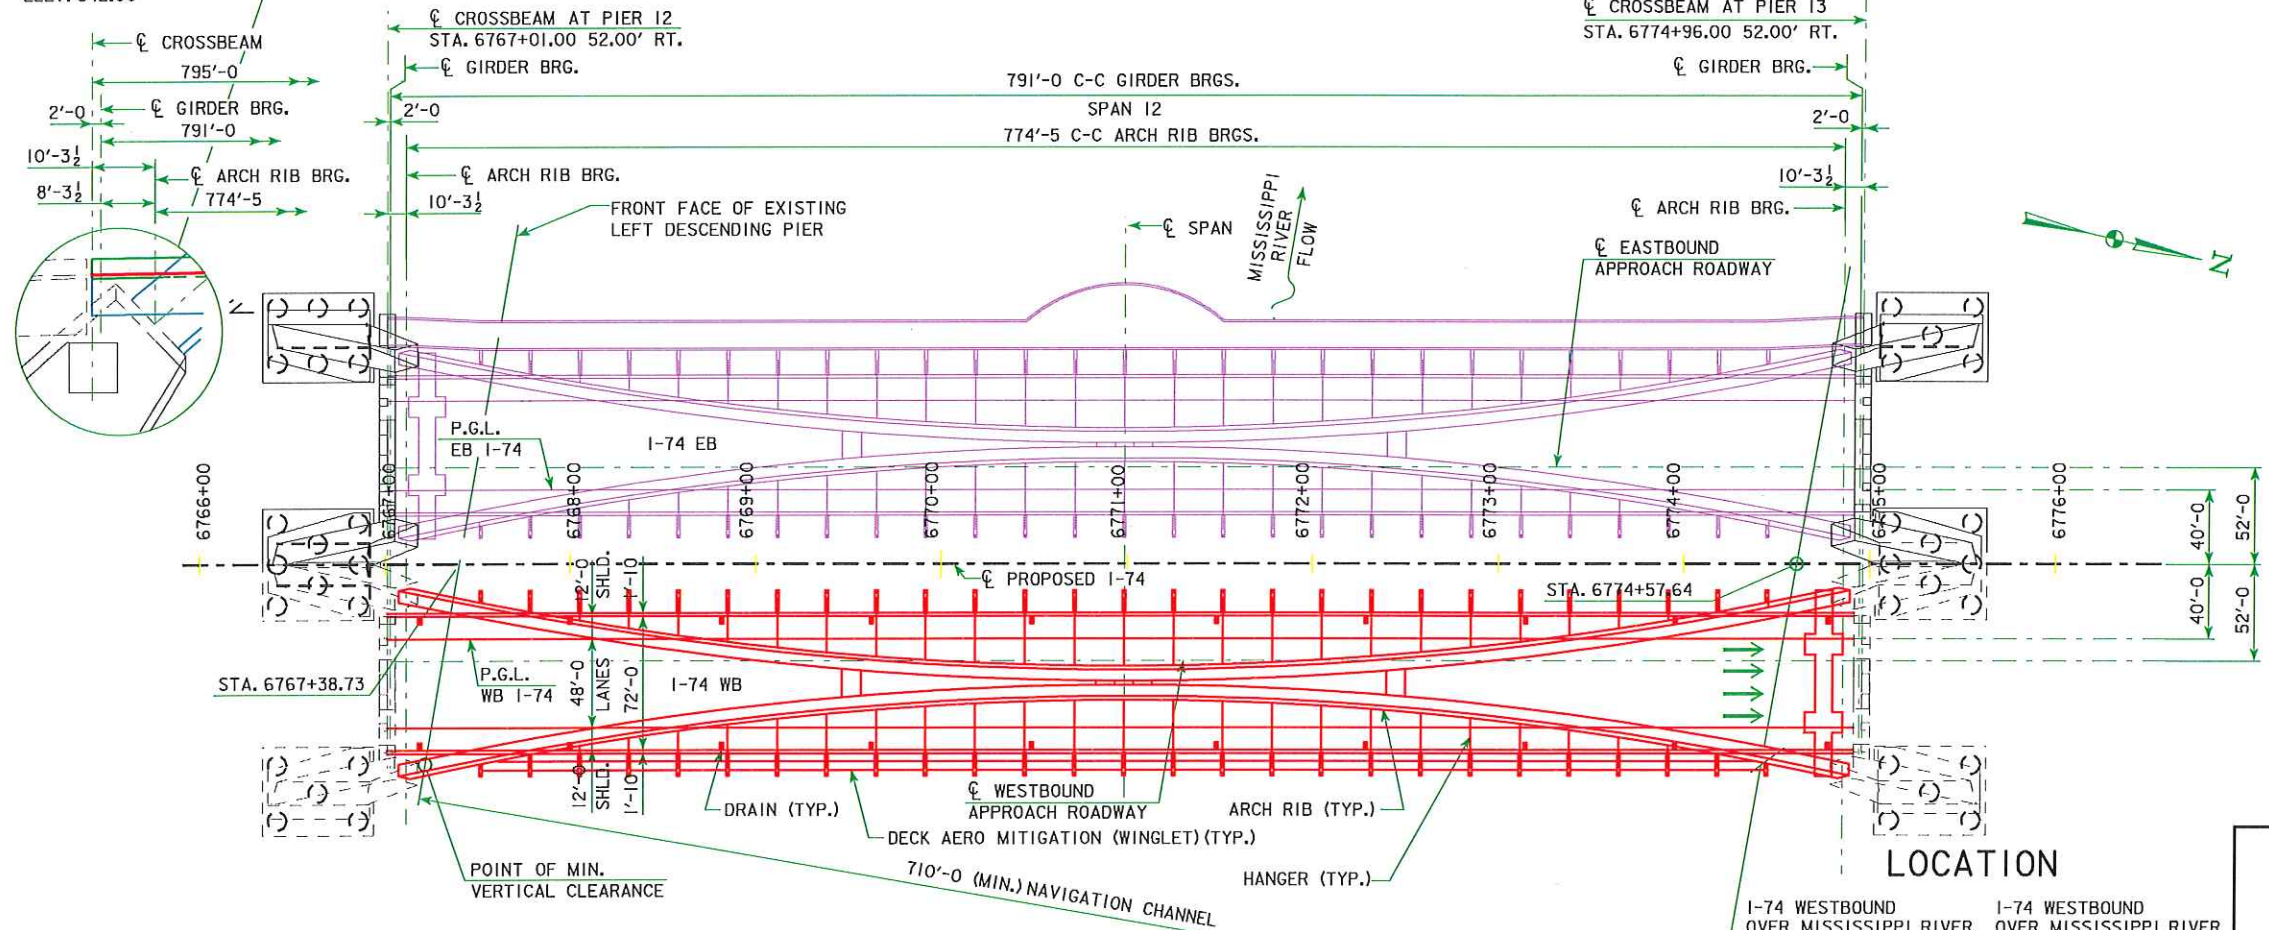 ℄ CROSSBEAM AT PIER 12
STA. 6767+01.00 52.00' RT.
℄ CROSSBEAM AT PIER 13
STA. 6774+96.00 52.00' RT.
℄ CROSSBEAM
795'-0
℄ GIRDER BRG.
2'-0
791'-0
10'-3½
℄ ARCH RIB BRG.
8'-3½
774'-5
℄ GIRDER BRG.
℄ GIRDER BRG.
791'-0 C-C GIRDER BRGS.
2'-0
SPAN 12
2'-0
774'-5 C-C ARCH RIB BRGS.
℄ ARCH RIB BRG.
10'-3½
10'-3½
℄ ARCH RIB BRG.
FRONT FACE OF EXISTING
LEFT DESCENDING PIER
℄ SPAN
MISSISSIPPI
RIVER
FLOW
℄ EASTBOUND
APPROACH ROADWAY
N
P.G.L.
EB I-74
I-74 EB
6766+00
6767+00
6768+00
6769+00
6770+00
6771+00
6772+00
6773+00
6774+00
6775+00
6776+00
40'-0
52'-0
40'-0
52'-0
℄ PROPOSED I-74
STA. 6774+57.64
12'-0
SHLD.
1'-10
STA. 6767+38.73
P.G.L.
WB I-74
48'-0
LANES
72'-0
I-74 WB
12'-0
SHLD.
1'-10
DRAIN (TYP.)
℄ WESTBOUND
APPROACH ROADWAY
ARCH RIB (TYP.)
DECK AERO MITIGATION (WINGLET)(TYP.)
POINT OF MIN.
VERTICAL CLEARANCE
710'-0 (MIN.) NAVIGATION CHANNEL
HANGER (TYP.)
LOCATION
I-74 WESTBOUND
OVER MISSISSIPPI RIVER
I-74 WESTBOUND
OVER MISSISSIPPI RIVER